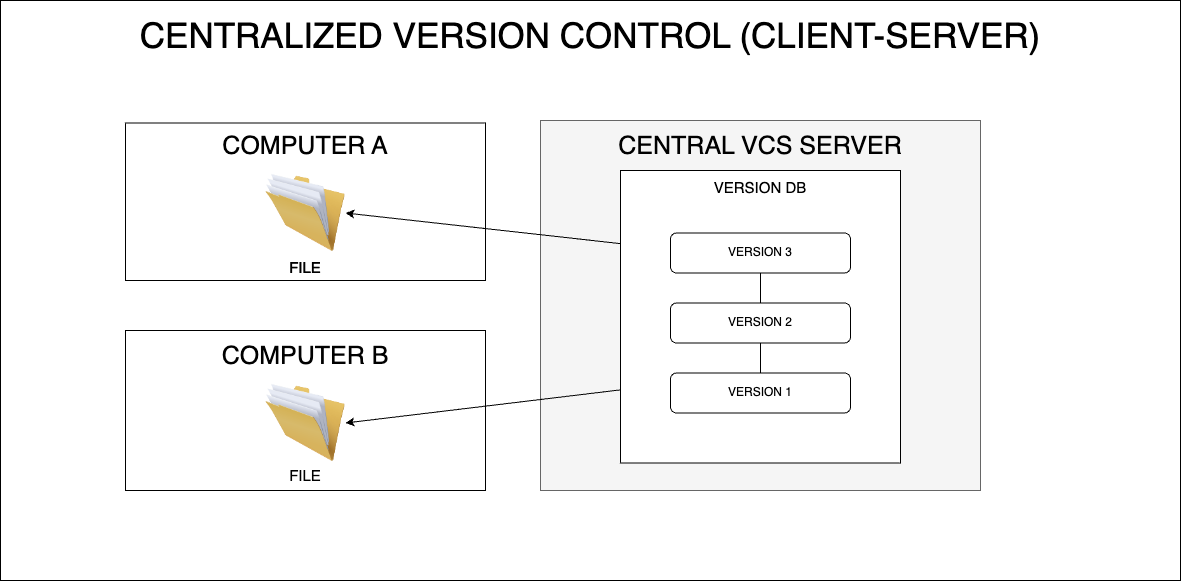 CENTRALIZED VERSION CONTROL (CLIENT-SERVER)
COMPUTER A
FILE
COMPUTER B
FILE
CENTRAL VCS SERVER
VERSION DB
VERSION 3
VERSION 2
VERSION 1